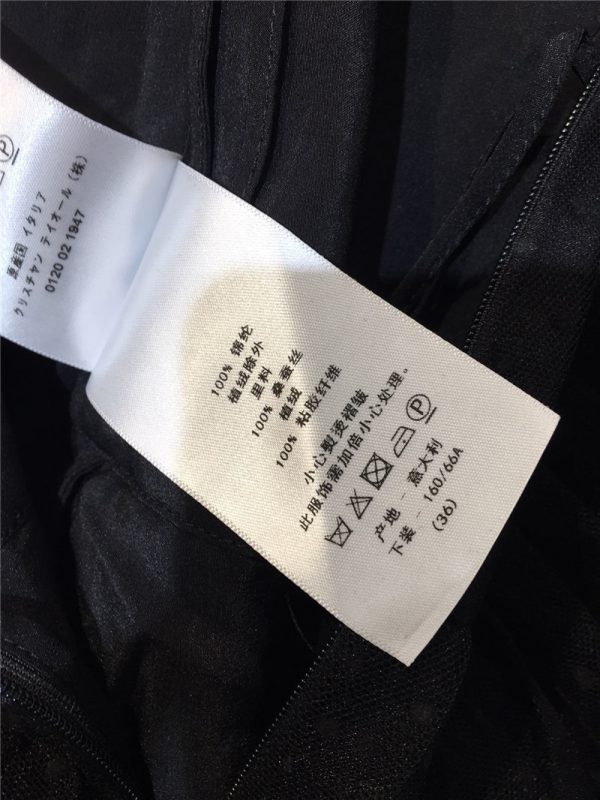 原産国 イタリア
クリスチャン ディオール (株)
0120 02 1947
100% 锦纶
植绒除外
里料
100% 桑蚕丝
植绒
100% 粘胶纤维
小心熨烫褶皱
此服饰需加倍小心处理。
P
产地 - 意大利
下装 - 160/66A
(36)